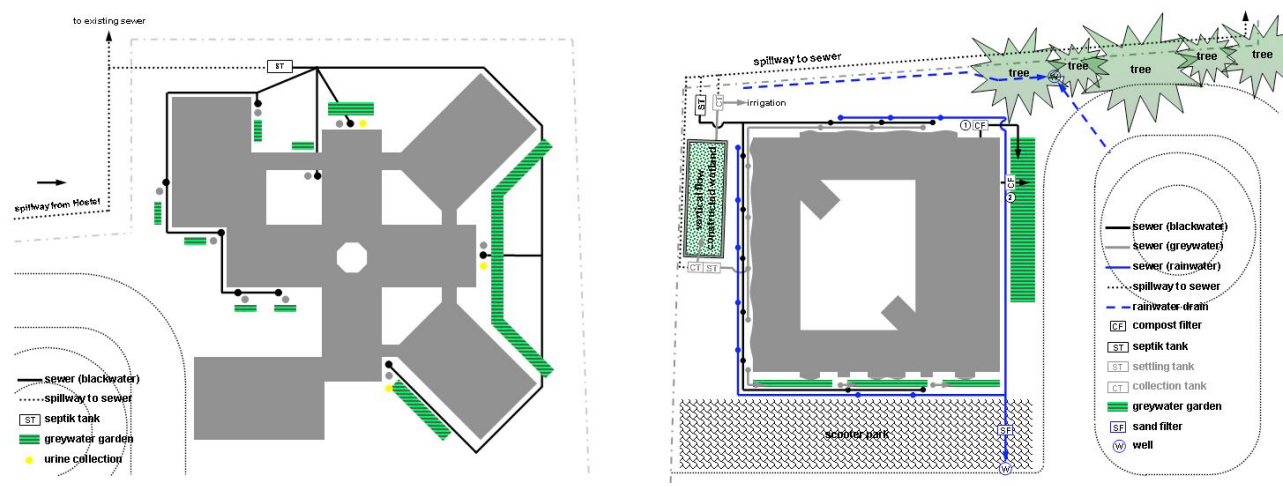 to existing sewer
ST
spillway from Hostel
sewer (blackwater)
spillway to sewer
ST
septik tank
greywater garden
urine collection
spillway to sewer
tree
tree
tree
tree
tree
W
ST
CT
irrigation
1
CF
CF
2
vertical flow
constructed wetland
CT
ST
scooter park
SF
W
sewer (blackwater)
sewer (greywater)
sewer (rainwater)
spillway to sewer
rainwater drain
CF
compost filter
ST
septik tank
ST
settling tank
CT
collection tank
greywater garden
SF
sand filter
W
well